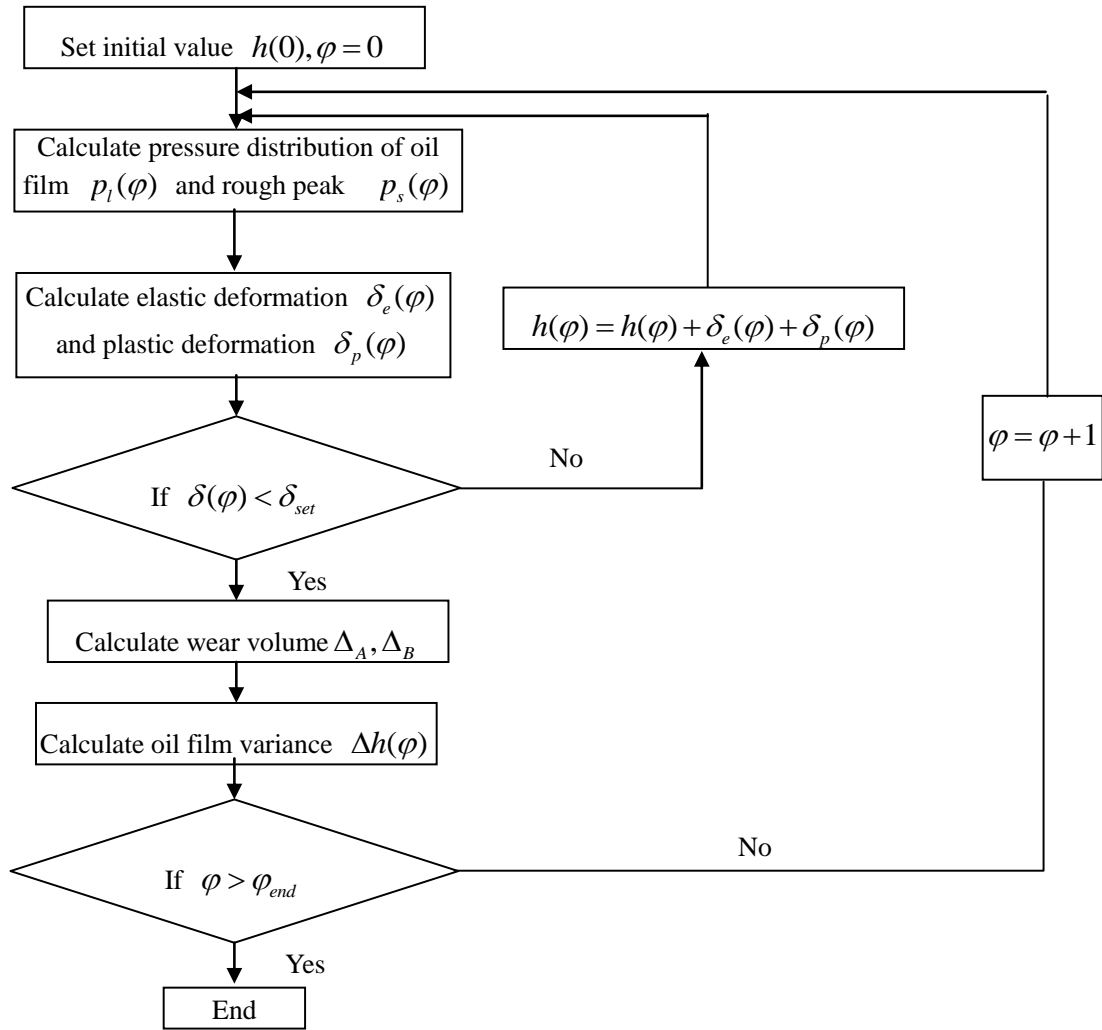 Set initial value h(0), φ = 0
Calculate pressure distribution of oil
film p_l(φ) and rough peak p_s(φ)
Calculate elastic deformation δ_e(φ)
and plastic deformation δ_p(φ)
h(φ) = h(φ) + δ_e(φ) + δ_p(φ)
φ = φ + 1
If δ(φ) < δ_set
No
Yes
Calculate wear volume Δ_A, Δ_B
Calculate oil film variance Δh(φ)
If φ > φ_end
No
Yes
End